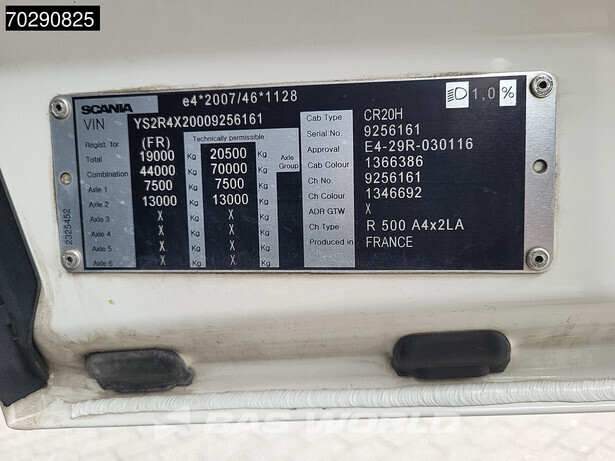 70290825
SCANIA e4*2007/46*1128 1,0 %
VIN YS2R4X20009256161
Regist. for (FR) Technically permissible
Total 19000 Kg 20500 Kg Axle Group
Combination 44000 Kg 70000 Kg
Axle 1 7500 Kg 7500 Kg
Axle 2 13000 Kg 13000 Kg
Axle 3 X Kg X Kg
Axle 4 X Kg X Kg
Axle 5 X Kg X Kg
Axle 6 X Kg X Kg
2325452
Cab Type CR20H
Serial No. 9256161
Approval E4-29R-030116
Cab Colour 1366386
Ch No. 9256161
Ch Colour 1346692
ADR GTW X
Ch Type R 500 A4x2LA
Produced in FRANCE
BAS WORLD